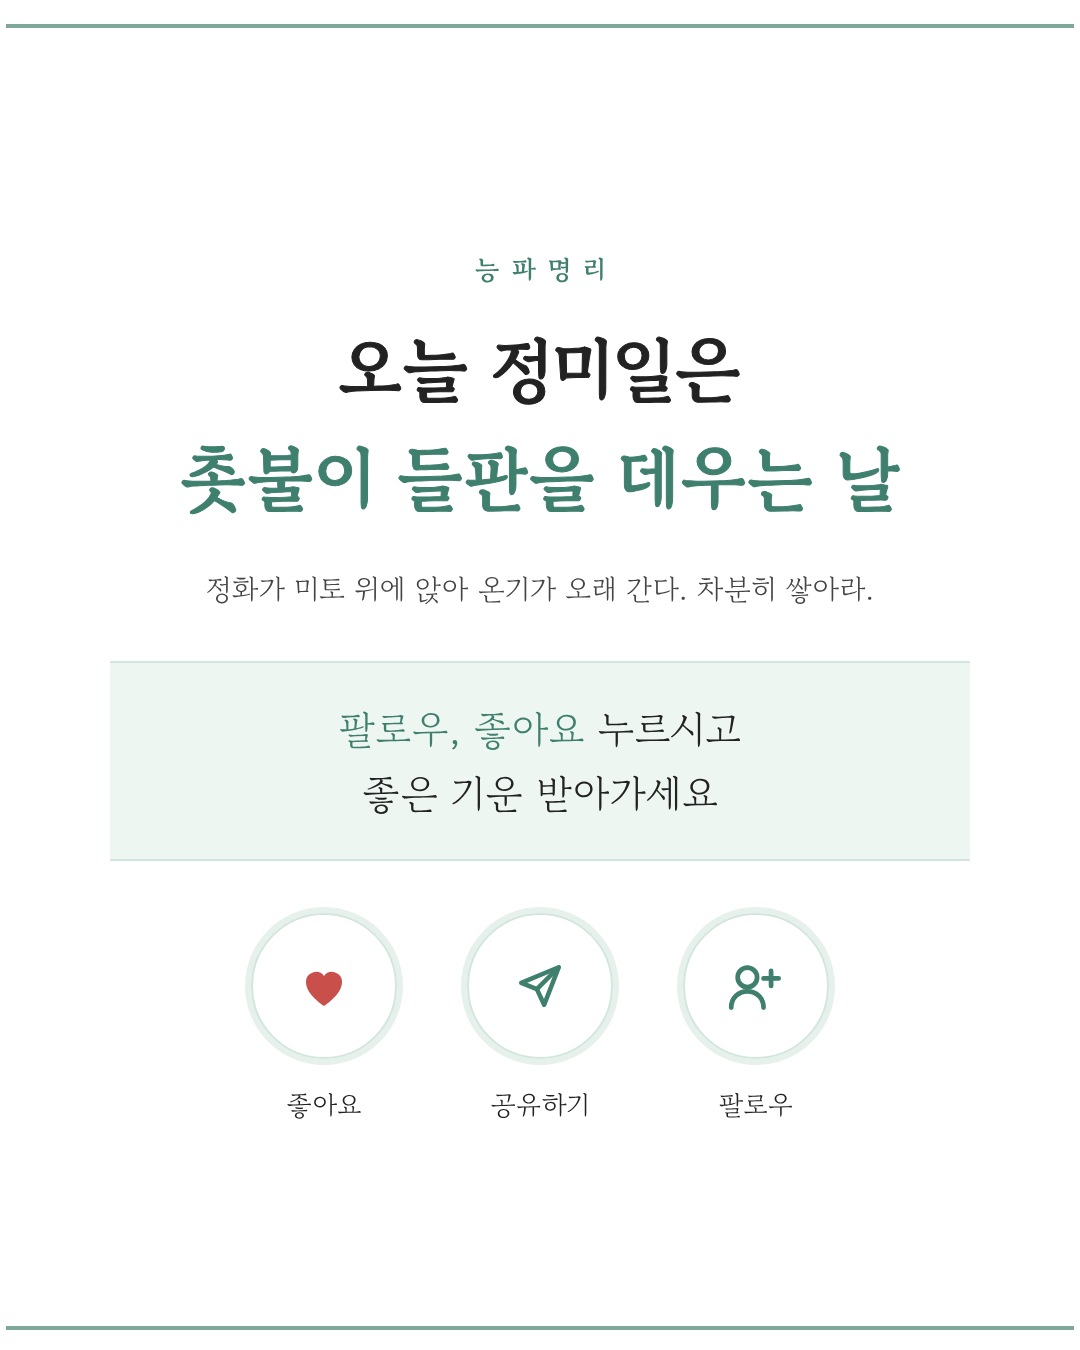 능파명리
오늘 정미일은
촛불이 들판을 데우는 날
정화가 미토 위에 앉아 온기가 오래 간다. 차분히 쌓아라.
팔로우, 좋아요 누르시고
좋은 기운 받아가세요
좋아요 공유하기 팔로우